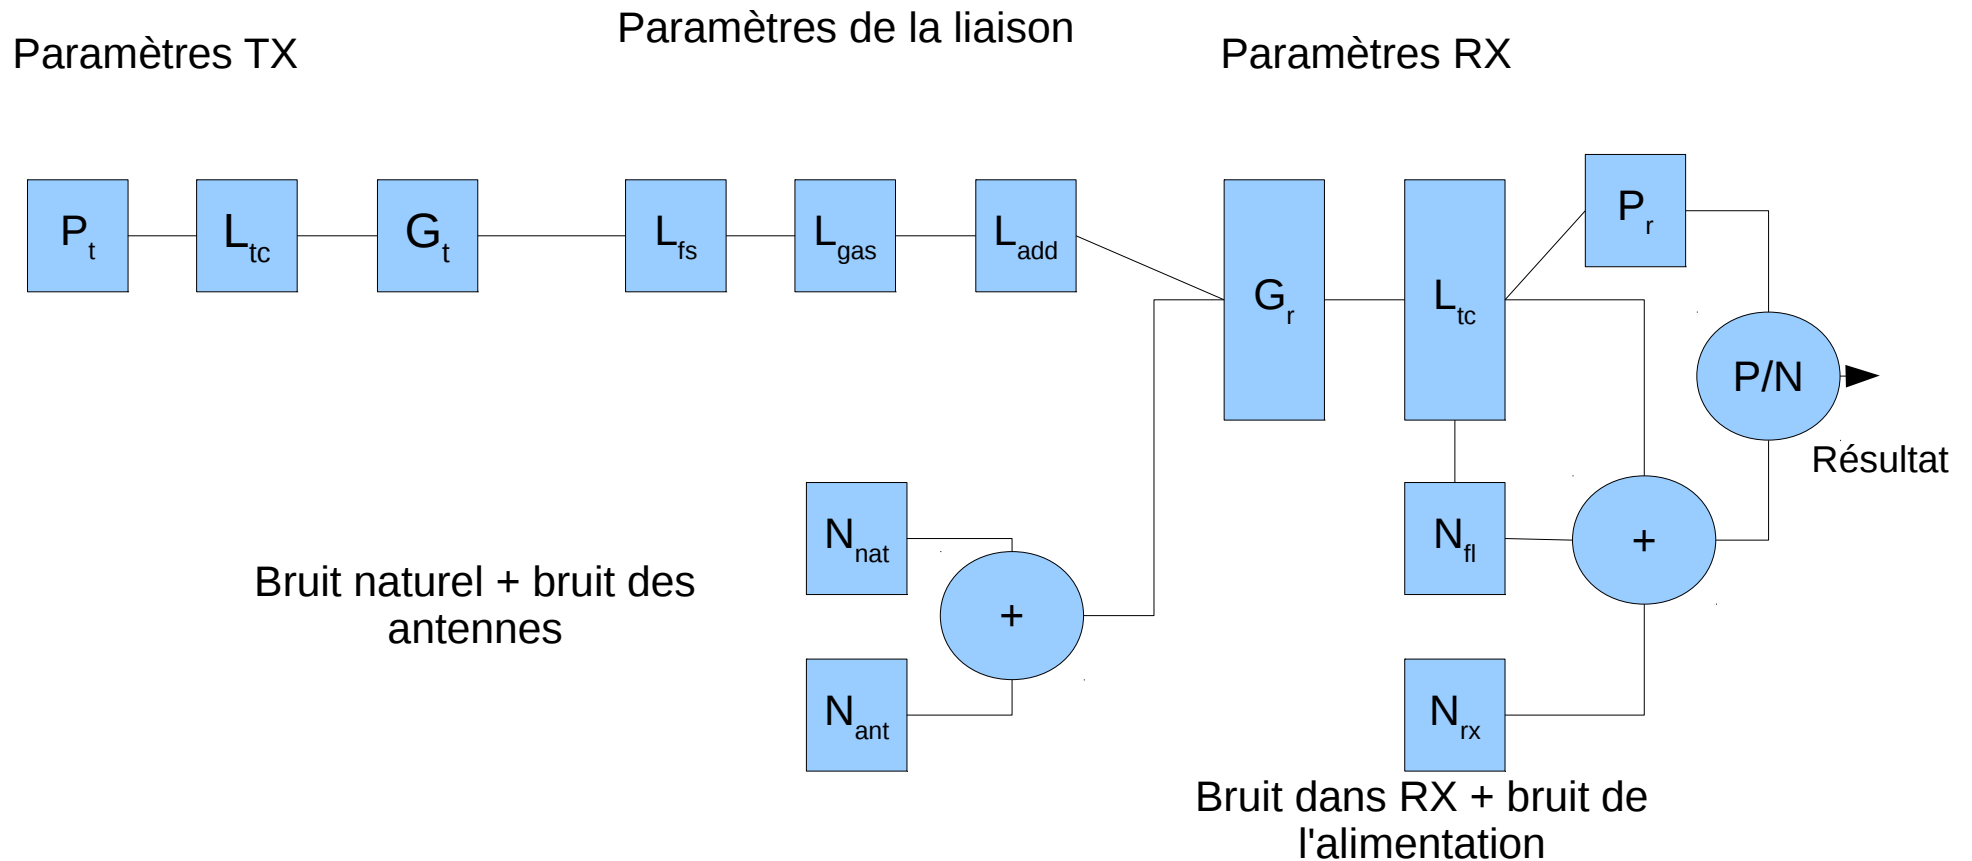 Paramètres TX
Paramètres de la liaison
Paramètres RX
Pt
Ltc
Gt
Lfs
Lgas
Ladd
Gr
Ltc
Pr
P/N
Résultat
Nnat
Nant
+
Bruit naturel + bruit des
antennes
Nfl
Nrx
+
Bruit dans RX + bruit de
l'alimentation